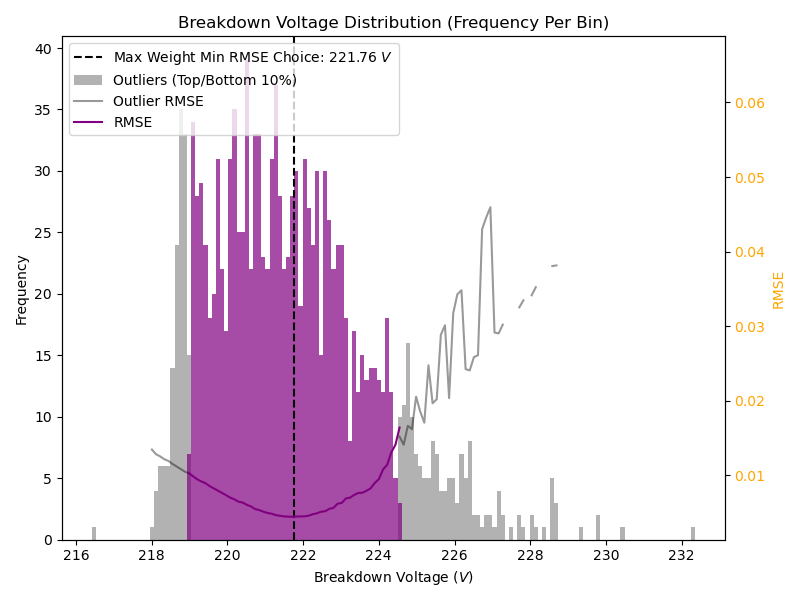 Breakdown Voltage Distribution (Frequency Per Bin)
Max Weight Min RMSE Choice: 221.76 V
Outliers (Top/Bottom 10%)
Outlier RMSE
RMSE
40
35
30
25
20
15
10
5
0
Frequency
0.06
0.05
0.04
0.03
0.02
0.01
RMSE
216 218 220 222 224 226 228 230 232
Breakdown Voltage (V)